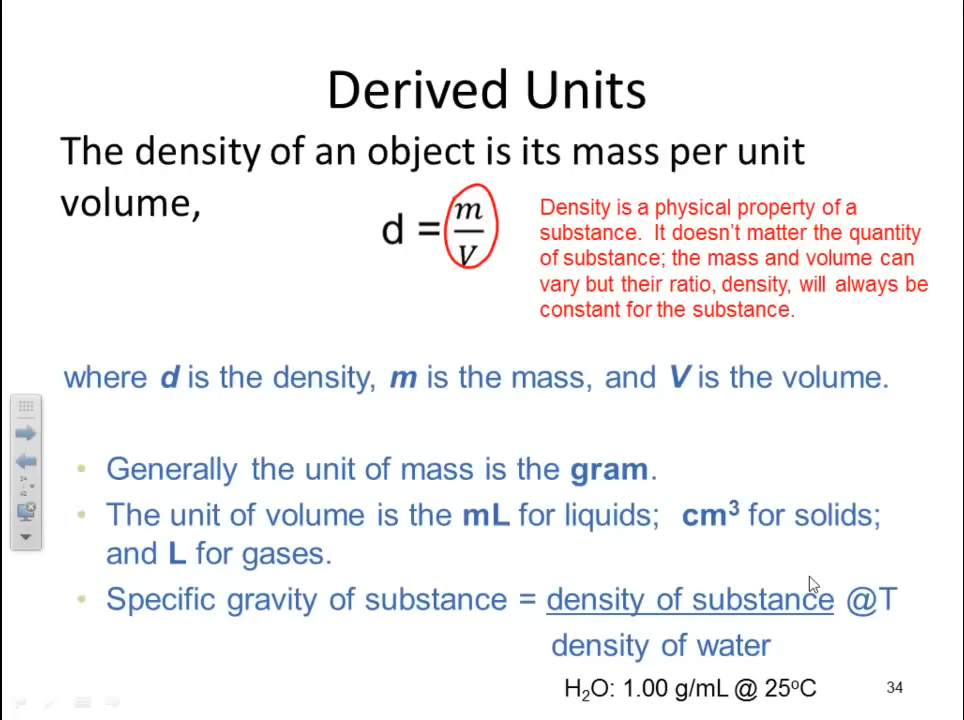 Derived Units
The density of an object is its mass per unit
volume,
d = m/V
Density is a physical property of a
substance. It doesn't matter the quantity
of substance; the mass and volume can
vary but their ratio, density, will always be
constant for the substance.
where d is the density, m is the mass, and V is the volume.
• Generally the unit of mass is the gram.
• The unit of volume is the mL for liquids; cm³ for solids;
and L for gases.
• Specific gravity of substance = density of substance @T
density of water
H₂O: 1.00 g/mL @ 25°C
34
34
42